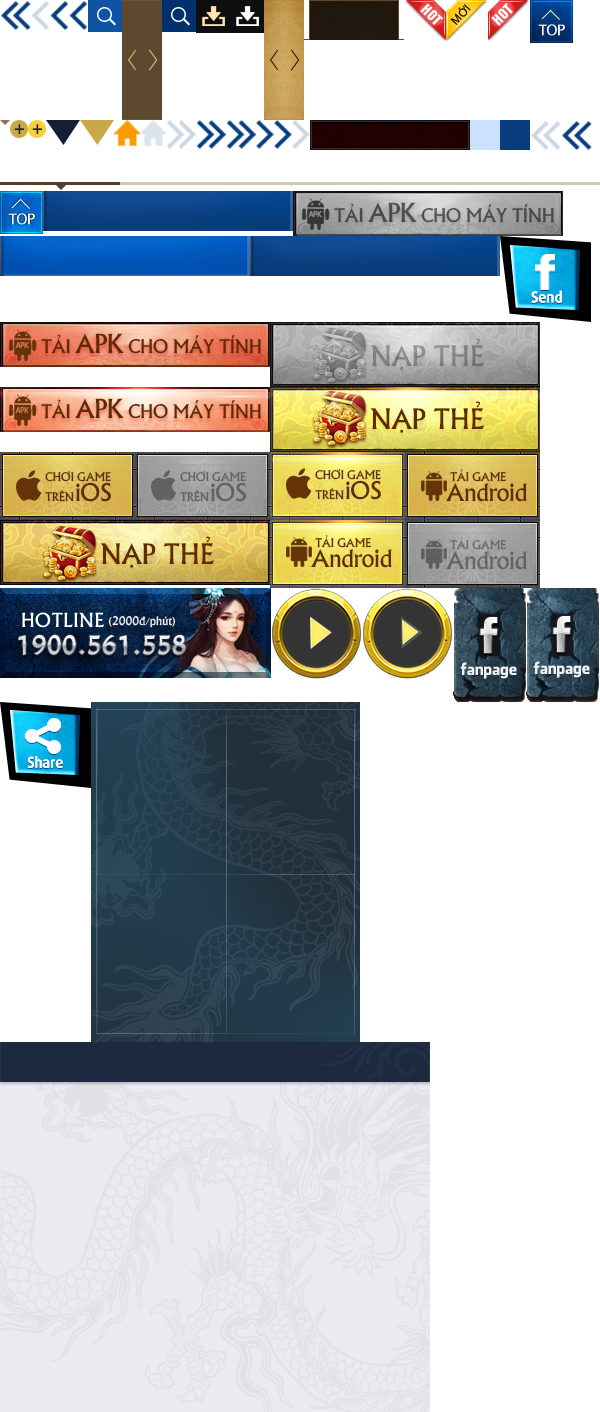 HOT
MỚI
HOT
TOP
TOP
APK
TẢI APK CHO MÁY TÍNH
f
Send
APK
TẢI APK CHO MÁY TÍNH
NẠP THẺ
APK
TẢI APK CHO MÁY TÍNH
NẠP THẺ
CHƠI GAME
TRÊN iOS
CHƠI GAME
TRÊN iOS
CHƠI GAME
TRÊN iOS
TẢI GAME
Android
NẠP THẺ
TẢI GAME
Android
TẢI GAME
Android
HOTLINE (2000đ/phút)
1900.561.558
f
fanpage
f
fanpage
Share